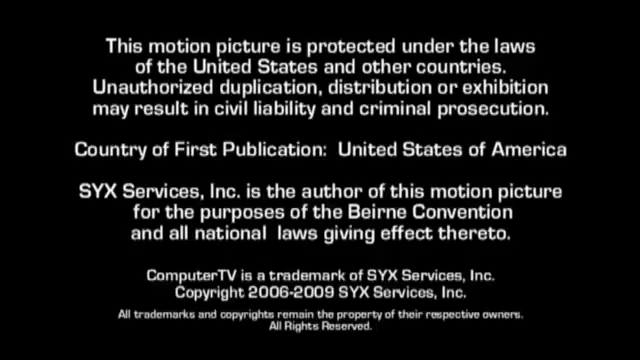 This motion picture is protected under the laws
of the United States and other countries.
Unauthorized duplication, distribution or exhibition
may result in civil liability and criminal prosecution.
Country of First Publication:  United States of America
SYX Services, Inc. is the author of this motion picture
for the purposes of the Beirne Convention
and all national  laws giving effect thereto.
ComputerTV is a trademark of SYX Services, Inc.
Copyright 2006-2009 SYX Services, Inc.
All trademarks and copyrights remain the property of their respective owners.
All Rights Reserved.